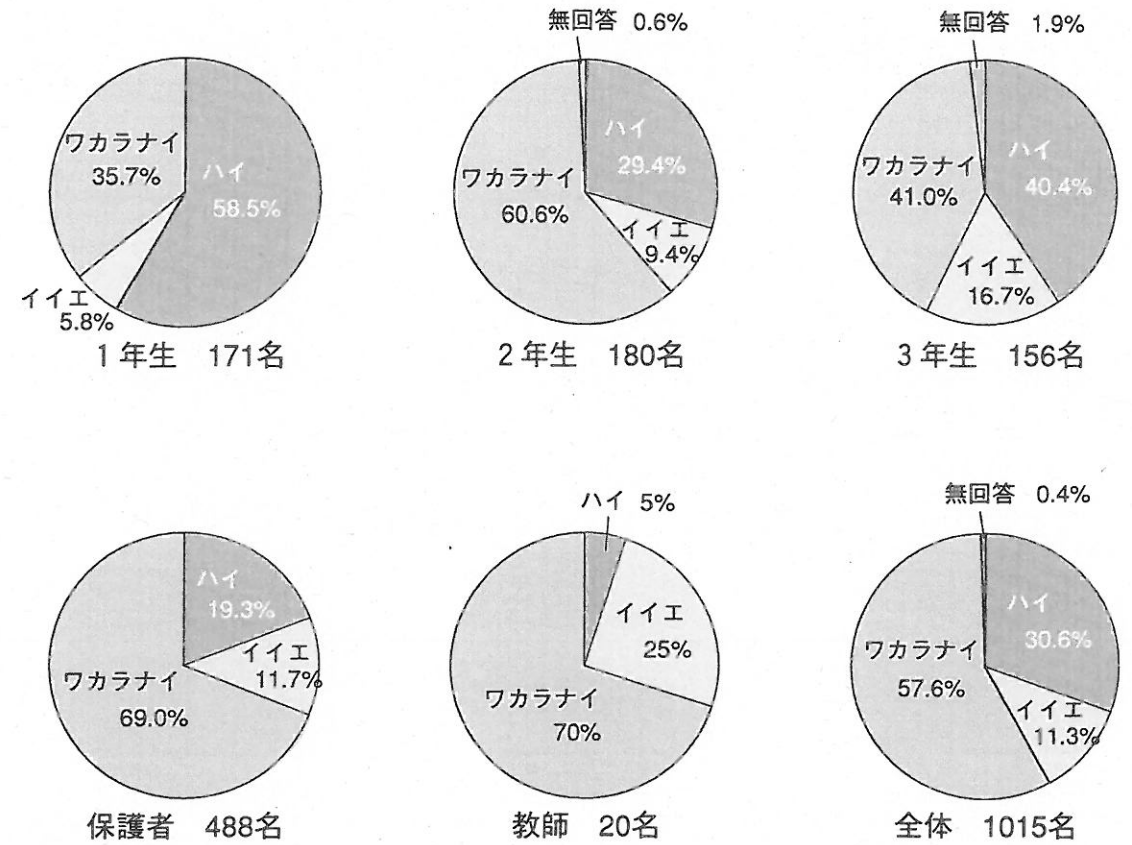 ハイ
58.5%
イイエ
5.8%
ワカラナイ
35.7%
1年生 171名
無回答 0.6%
ハイ
29.4%
イイエ
9.4%
ワカラナイ
60.6%
2年生 180名
無回答 1.9%
ハイ
40.4%
イイエ
16.7%
ワカラナイ
41.0%
3年生 156名
ハイ
19.3%
イイエ
11.7%
ワカラナイ
69.0%
保護者 488名
ハイ 5%
イイエ
25%
ワカラナイ
70%
教師 20名
無回答 0.4%
ハイ
30.6%
イイエ
11.3%
ワカラナイ
57.6%
全体 1015名